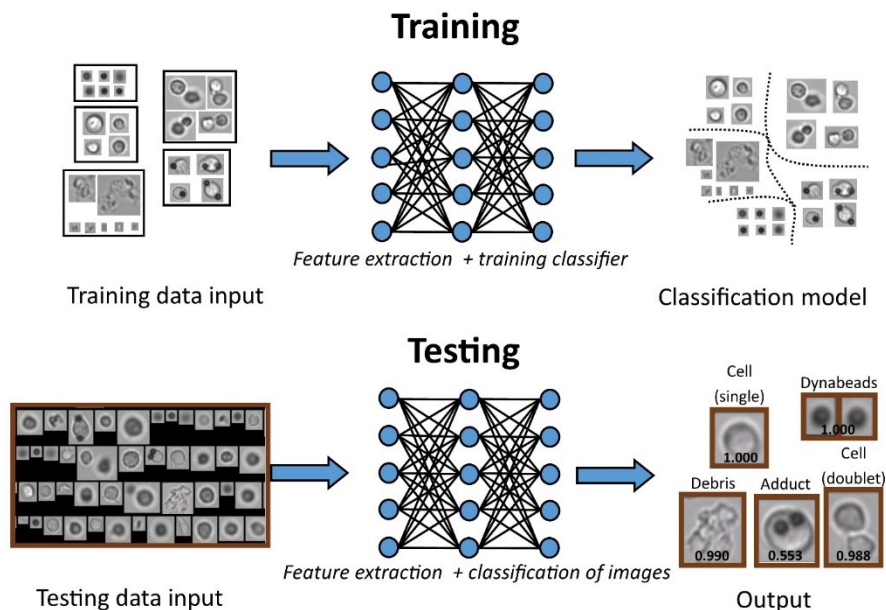 Training
Feature extraction + training classifier
Training data input
Classification model
Testing
Cell
(single)
1.000
Dynabeads
1.000
Debris
0.990
Adduct
0.553
Cell
(doublet)
0.988
Feature extraction + classification of images
Testing data input
Output